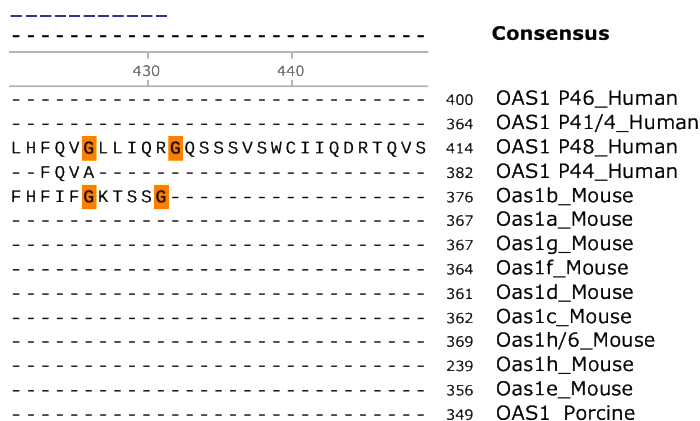 -----------
----------------------------- Consensus
430 440
----------------------------- 400 OAS1 P46_Human
----------------------------- 364 OAS1 P41/4_Human
LHFQVGLLIQRGQSSSVSWCIIQDRTQVS 414 OAS1 P48_Human
--FQVA----------------------- 382 OAS1 P44_Human
FHFIFGKTSSG------------------ 376 Oas1b_Mouse
----------------------------- 367 Oas1a_Mouse
----------------------------- 367 Oas1g_Mouse
----------------------------- 364 Oas1f_Mouse
----------------------------- 361 Oas1d_Mouse
----------------------------- 362 Oas1c_Mouse
----------------------------- 369 Oas1h/6_Mouse
----------------------------- 239 Oas1h_Mouse
----------------------------- 356 Oas1e_Mouse
----------------------------- 349 OAS1 Porcine